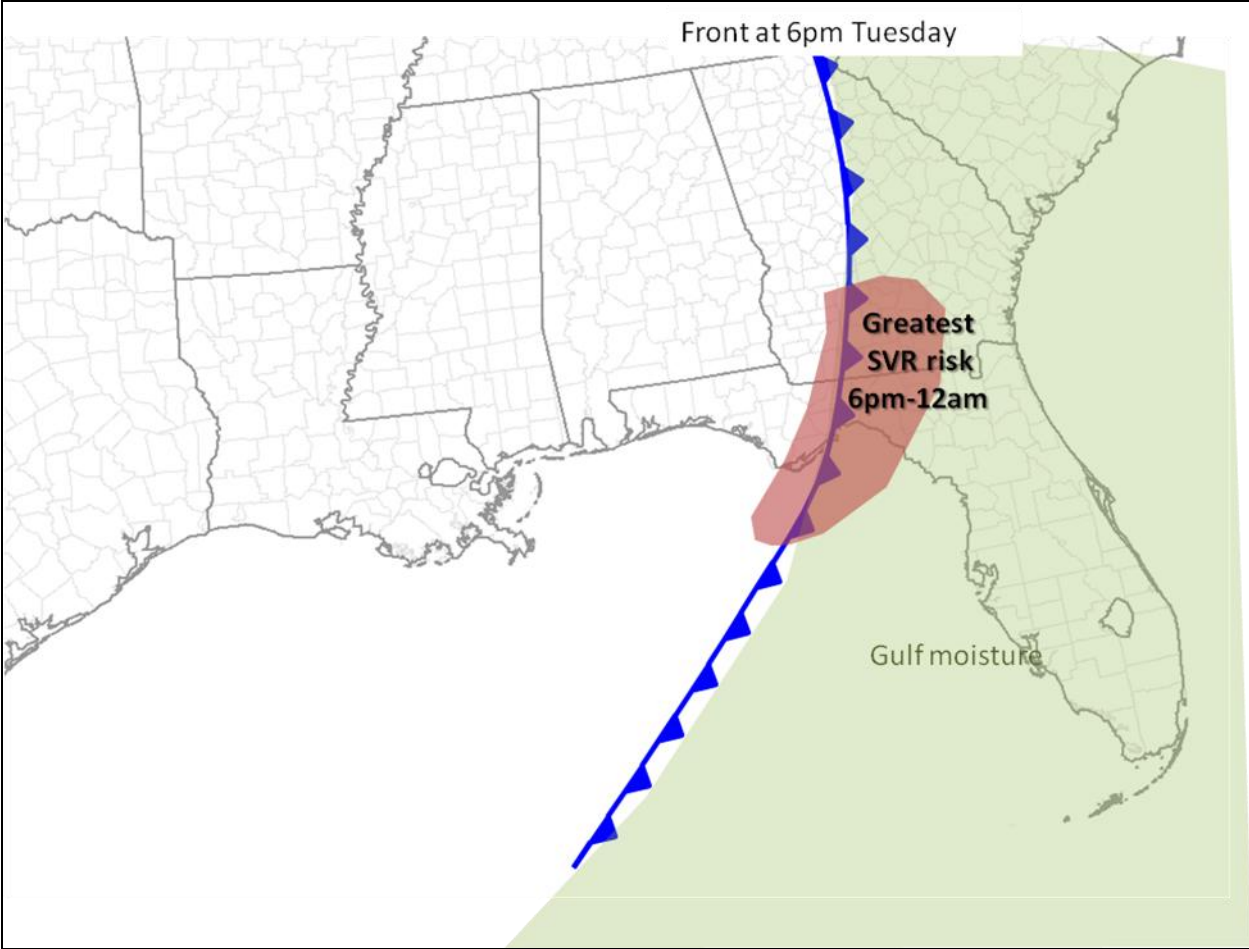 Front at 6pm Tuesday
Greatest
SVR risk
6pm-12am
Gulf moisture